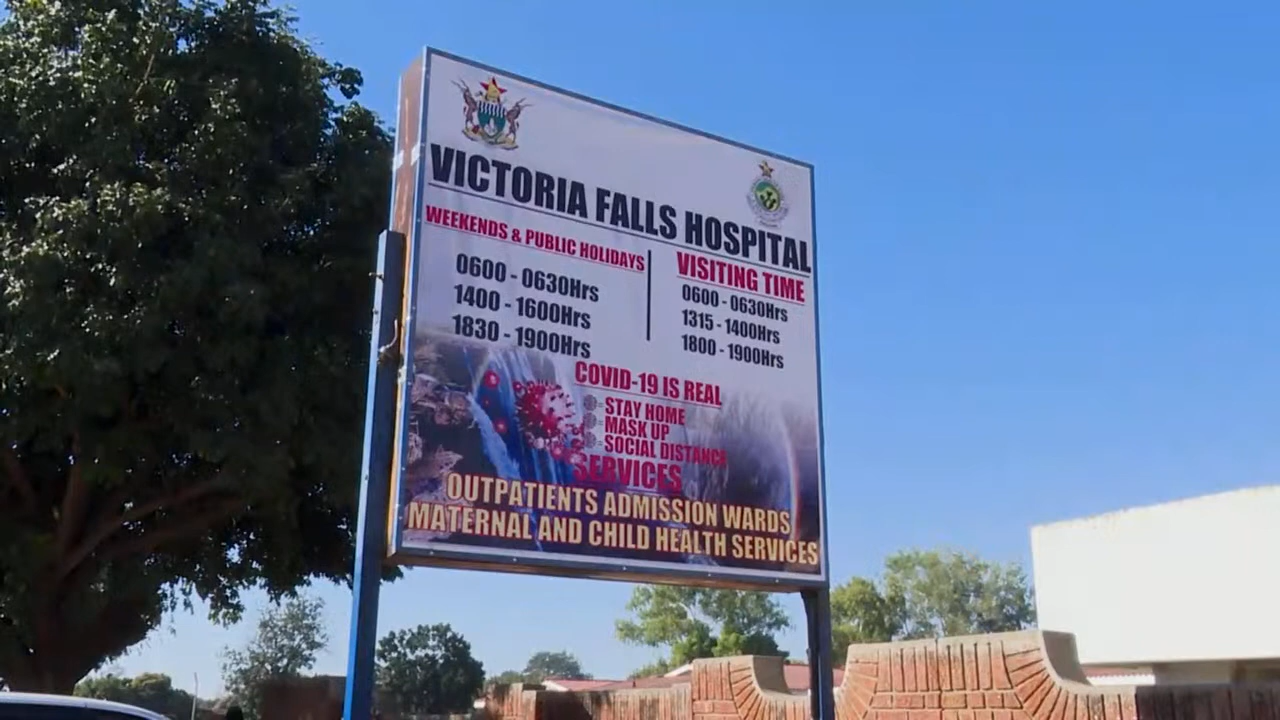 VICTORIA FALLS HOSPITAL
WEEKENDS & PUBLIC HOLIDAYS
0600 - 0630Hrs
1400 - 1600Hrs
1830 - 1900Hrs
VISITING TIME
0600 - 0630Hrs
1315 - 1400Hrs
1800 - 1900Hrs
COVID-19 IS REAL
STAY HOME
MASK UP
SOCIAL DISTANCE
SERVICES
OUTPATIENTS ADMISSION WARDS
MATERNAL AND CHILD HEALTH SERVICES